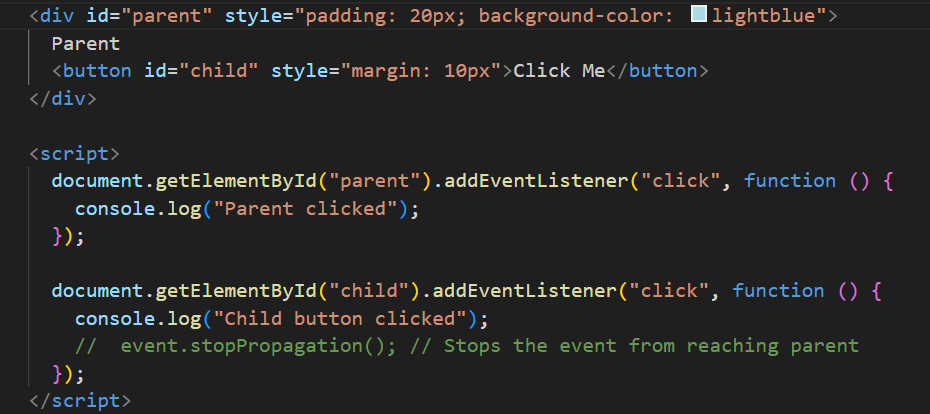 <div id="parent" style="padding: 20px; background-color: lightblue">
Parent
<button id="child" style="margin: 10px">Click Me</button>
</div>
<script>
document.getElementById("parent").addEventListener("click", function () {
console.log("Parent clicked");
});
document.getElementById("child").addEventListener("click", function () {
console.log("Child button clicked");
//  event.stopPropagation(); // Stops the event from reaching parent
});
</script>